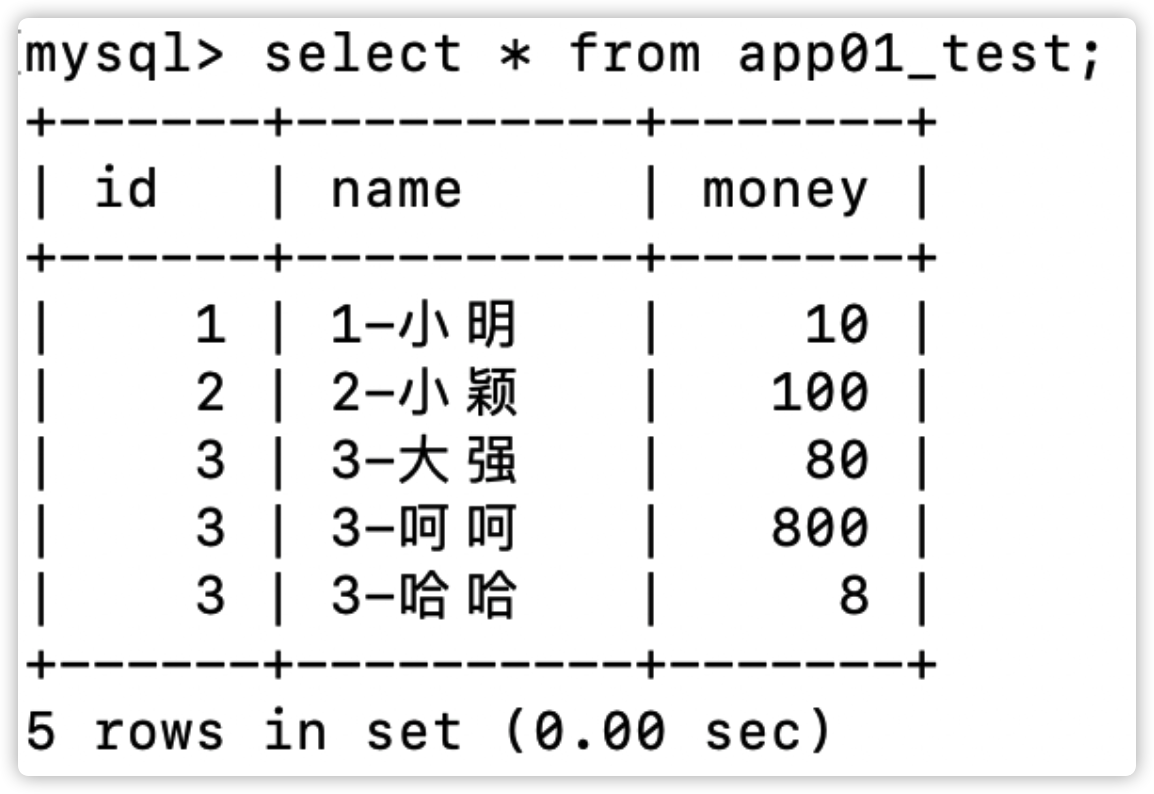 mysql> select * from app01_test;
+------+----------+-------+
| id   | name     | money |
+------+----------+-------+
|    1 | 1-小明   |    10 |
|    2 | 2-小颖   |   100 |
|    3 | 3-大强   |    80 |
|    3 | 3-呵呵   |   800 |
|    3 | 3-哈哈   |     8 |
+------+----------+-------+
5 rows in set (0.00 sec)